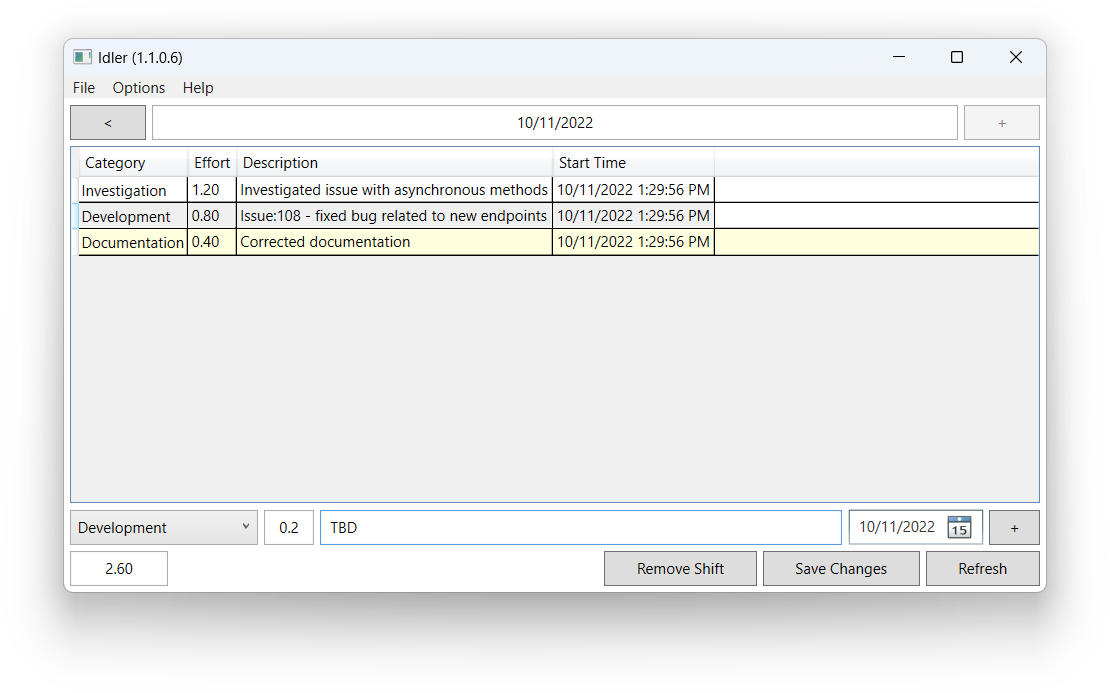 Idler (1.1.0.6)
File Options Help
< 10/11/2022 +
Category Effort Description Start Time
Investigation 1.20 Investigated issue with asynchronous methods 10/11/2022 1:29:56 PM
Development 0.80 Issue:108 - fixed bug related to new endpoints 10/11/2022 1:29:56 PM
Documentation 0.40 Corrected documentation 10/11/2022 1:29:56 PM
Development 0.2 TBD 10/11/2022 15 +
2.60 Remove Shift Save Changes Refresh